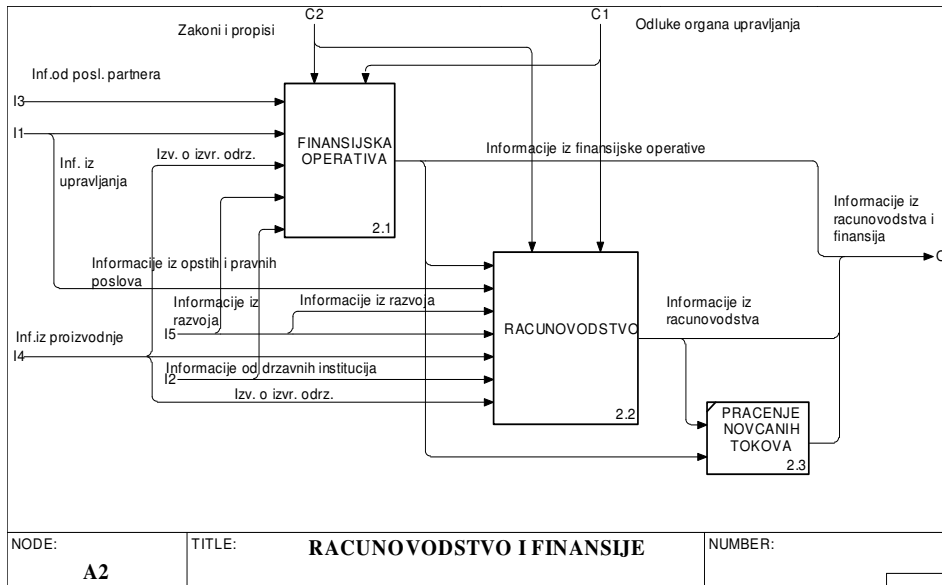 C2
C1
Zakoni i propisi
Odluke organa upravljanja
Inf.od posl. partnera
I3
I1
FINANSIJSKA
OPERATIVA
2.1
Izv. o izvr. odrz.
Inf. iz
upravljanja
Informacije iz finansijske operative
Informacije iz
racunovodstva i
finansija
Informacije iz opstih i pravnih
poslova
Informacije iz
razvoja
I5
Informacije iz razvoja
RACUNOVODSTVO
2.2
Informacije iz
racunovodstva
Inf.iz proizvodnje
I4
Informacije od drzavnih institucija
I2
Izv. o izvr. odrz.
PRACENJE
NOVCANIH
TOKOVA
2.3
NODE:
A2
TITLE:
RACUNOVODSTVO I FINANSIJE
NUMBER: